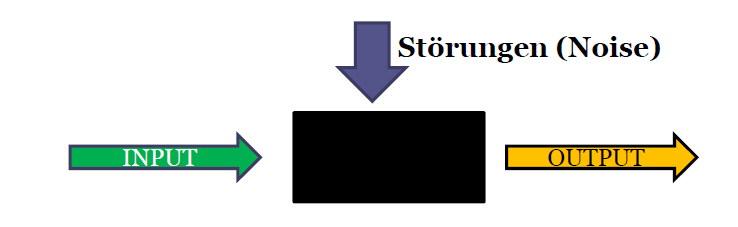 Störungen (Noise)
INPUT
OUTPUT